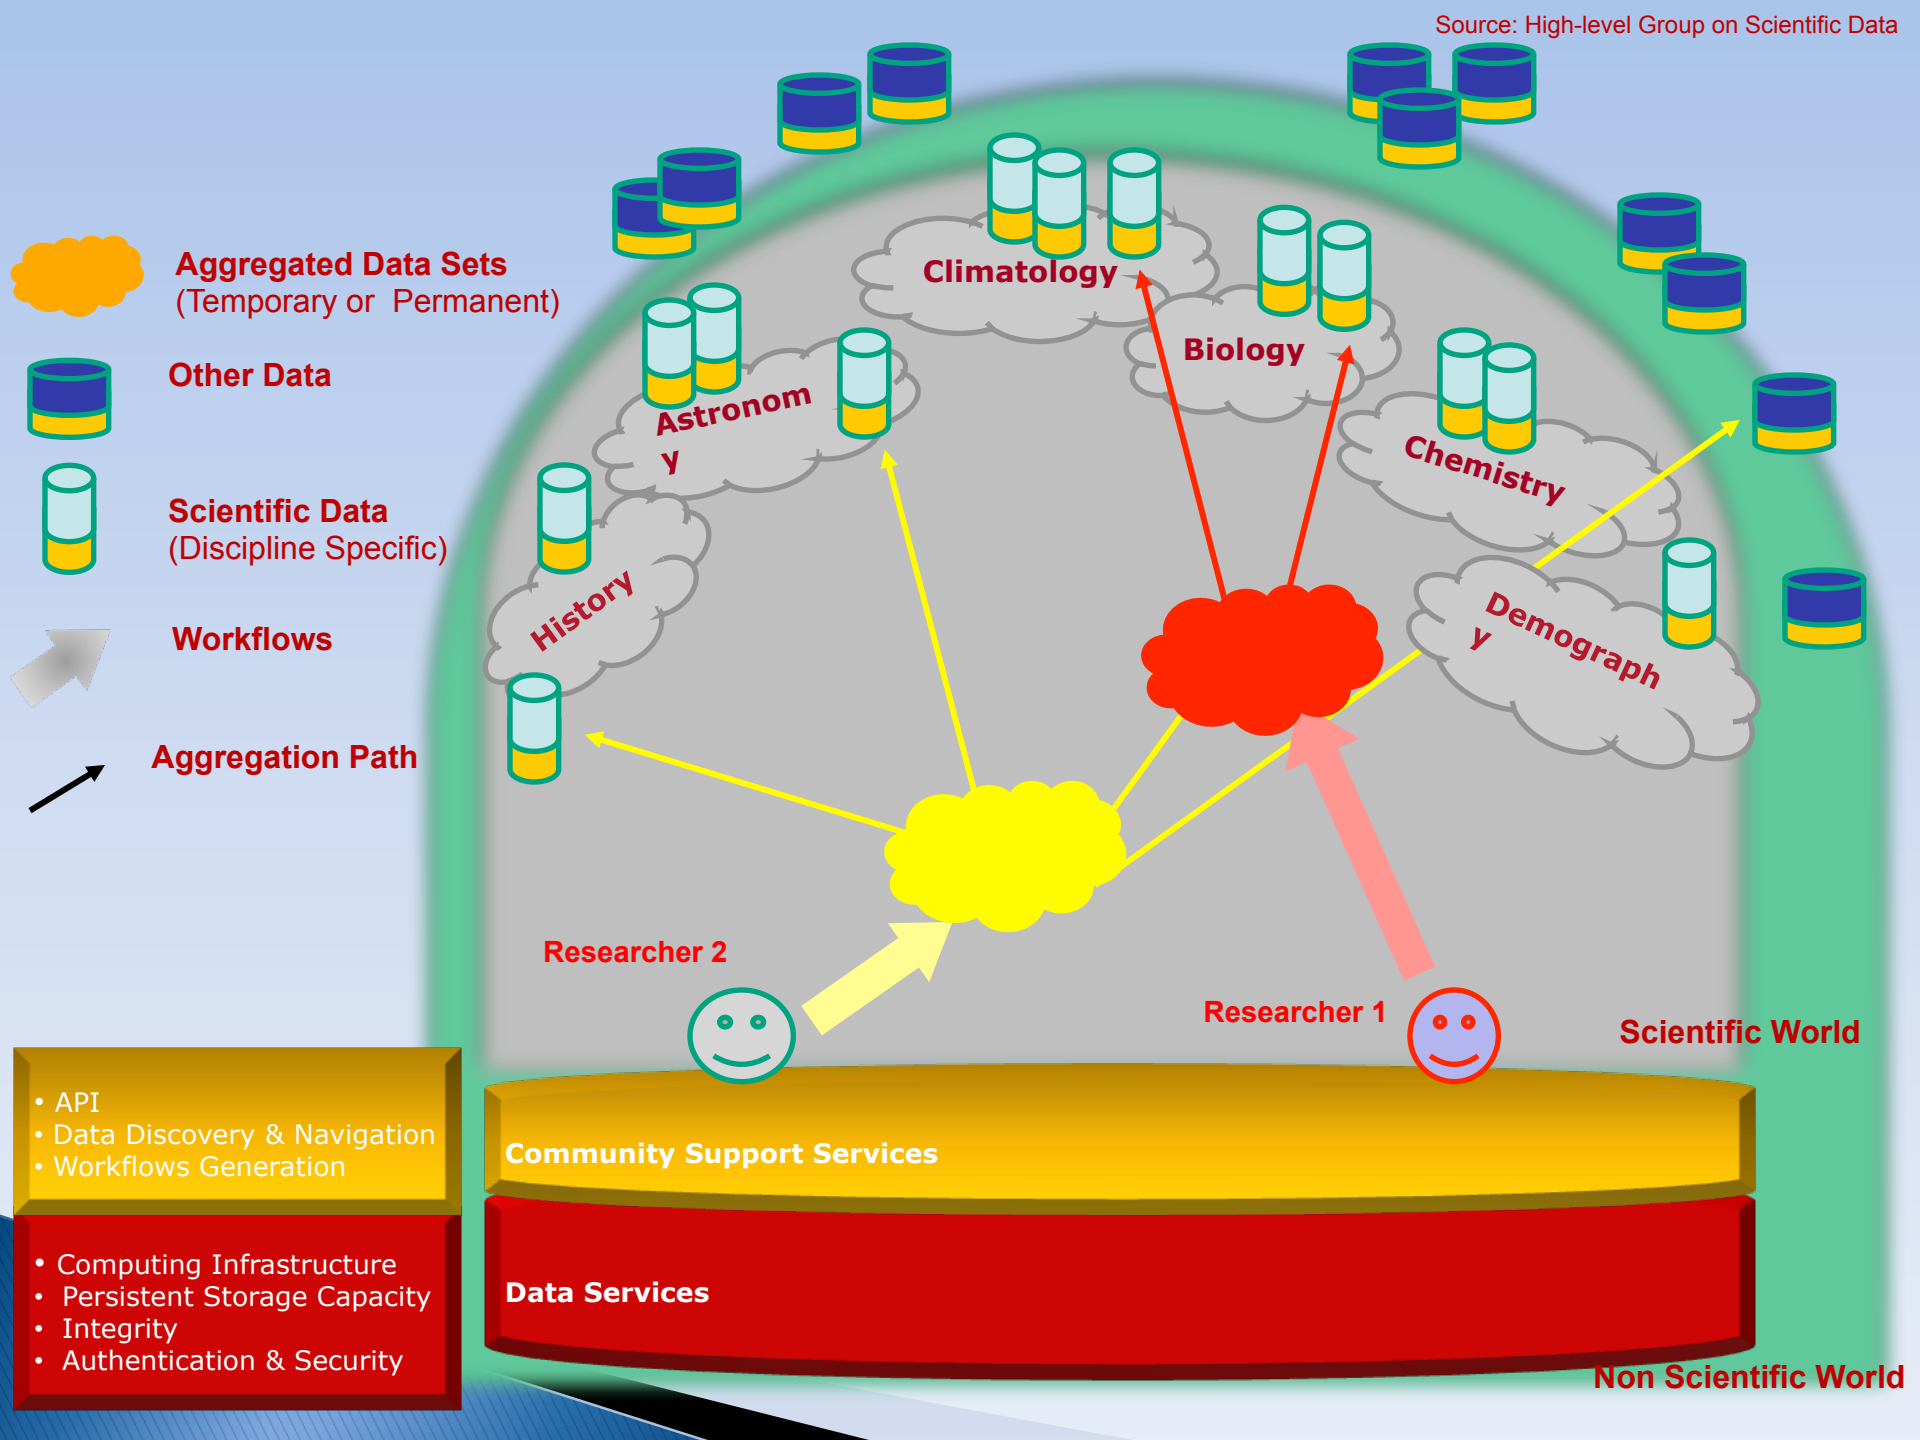 Source: High-level Group on Scientific Data
Aggregated Data Sets
(Temporary or Permanent)
Other Data
Scientific Data
(Discipline Specific)
Workflows
Aggregation Path
Climatology
Biology
Astronom
y
Chemistry
History
Demograph
y
Researcher 2
Researcher 1
Scientific World
• API
• Data Discovery & Navigation
• Workflows Generation
Community Support Services
• Computing Infrastructure
• Persistent Storage Capacity
• Integrity
• Authentication & Security
Data Services
Non Scientific World